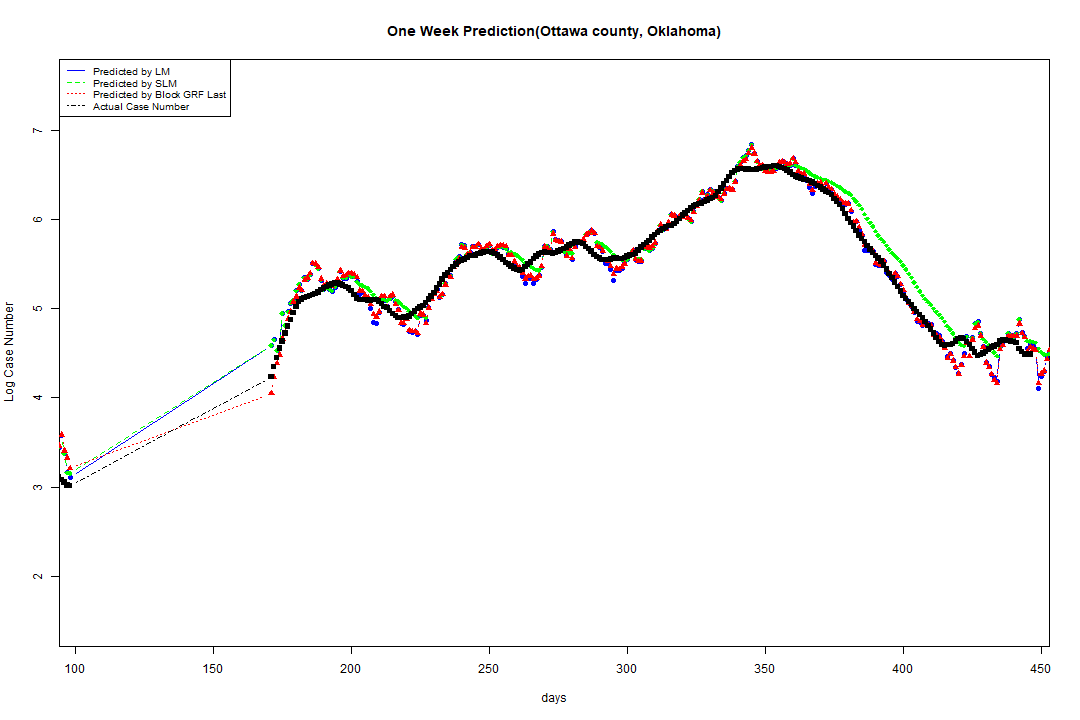 One Week Prediction(Ottawa county, Oklahoma)
Predicted by LM
Predicted by SLM
Predicted by Block GRF Last
Actual Case Number
7
6
5
4
3
2
Log Case Number
100 150 200 250 300 350 400 450
days